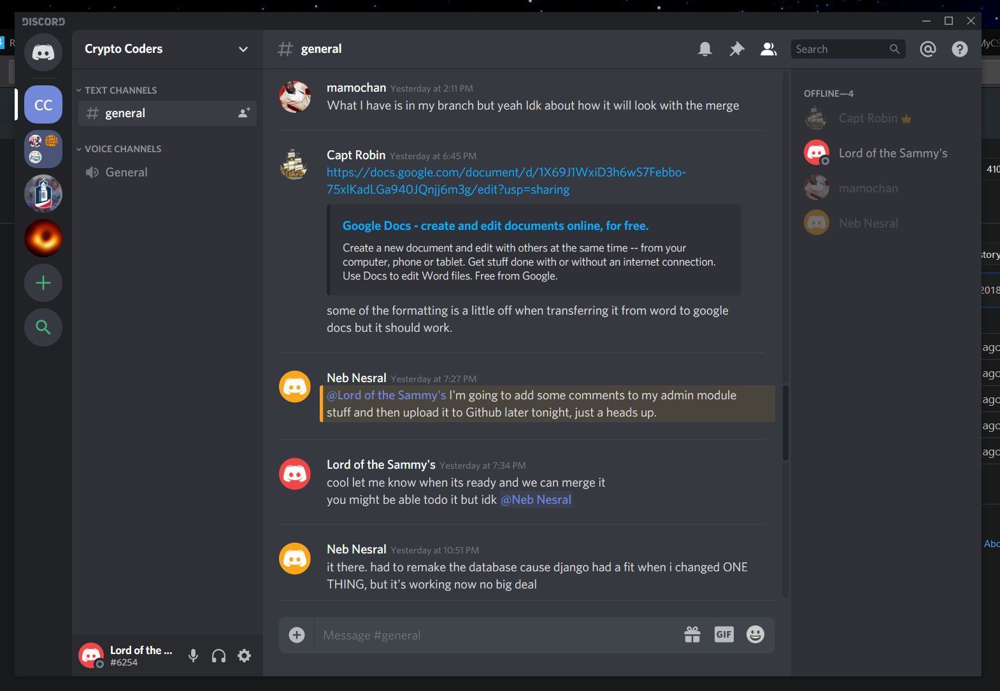 DISCORD
R
Crypto Coders
general
Search
MyCS
TEXT CHANNELS
general
VOICE CHANNELS
General
CC
mamochan Yesterday at 2:11 PM
What I have is in my branch but yeah Idk about how it will look with the merge
Capt Robin Yesterday at 6:45 PM
https://docs.google.com/document/d/1X69J1WxiD3h6wS7Febbo-
75xlKadLGa940JQnjj6m3g/edit?usp=sharing
Google Docs - create and edit documents online, for free.
Create a new document and edit with others at the same time -- from your
computer, phone or tablet. Get stuff done with or without an internet connection.
Use Docs to edit Word files. Free from Google.
some of the formatting is a little off when transferring it from word to google
docs but it should work.
Neb Nesral Yesterday at 7:27 PM
@Lord of the Sammy's I'm going to add some comments to my admin module
stuff and then upload it to Github later tonight, just a heads up.
Lord of the Sammy's Yesterday at 7:34 PM
cool let me know when its ready and we can merge it
you might be able todo it but idk @Neb Nesral
Neb Nesral Yesterday at 10:51 PM
it there. had to remake the database cause django had a fit when i changed ONE
THING, but it's working now no big deal
Message #general
GIF
Lord of the ...
#6254
OFFLINE—4
Capt Robin
Lord of the Sammy's
mamochan
Neb Nesral
410
story
2018
ago
ago
ago
ago
ago
Abo